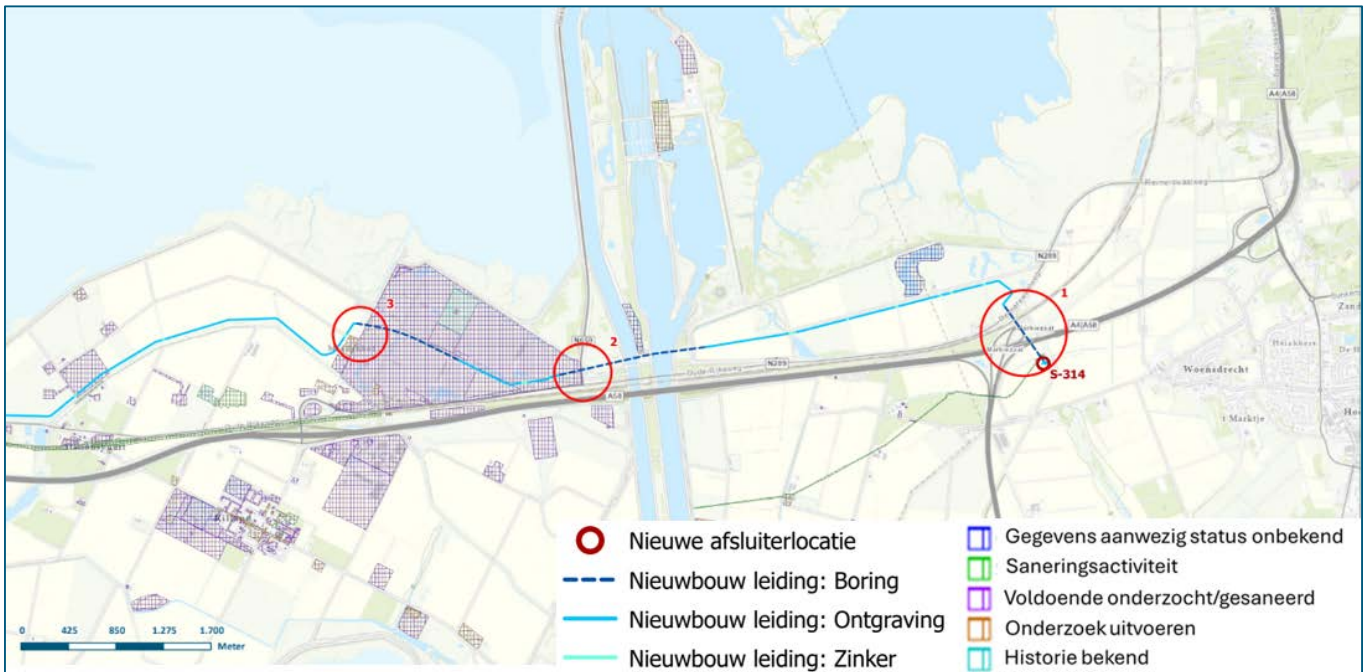 A4|A58
N289
1
A4|A58
3
N659
2
N289
A58
S-314
Woensdrecht
't Marktje
Nieuwe afsluiterlocatie
Nieuwbouw leiding: Boring
Nieuwbouw leiding: Ontgraving
Nieuwbouw leiding: Zinker
Gegevens aanwezig status onbekend
Saneringsactiviteit
Voldoende onderzocht/gesaneerd
Onderzoek uitvoeren
Historie bekend
0 425 850 1.275 1.700
Meter